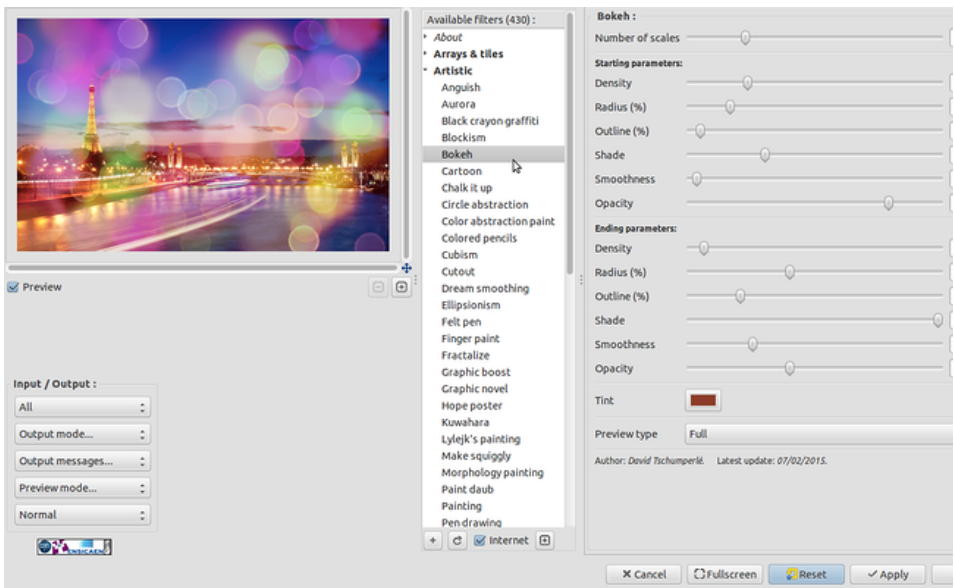 Preview
Input / Output :
All
Output mode...
Output messages...
Preview mode...
Normal
ENSICAEN
Available filters (430) :
About
Arrays & tiles
Artistic
Anguish
Aurora
Black crayon graffiti
Blockism
Bokeh
Cartoon
Chalk it up
Circle abstraction
Color abstraction paint
Colored pencils
Cubism
Cutout
Dream smoothing
Ellipsionism
Felt pen
Finger paint
Fractalize
Graphic boost
Graphic novel
Hope poster
Kuwahara
Lylejk's painting
Make squiggly
Morphology painting
Paint daub
Painting
Pen drawing
Internet
Bokeh :
Number of scales
Starting parameters:
Density
Radius (%)
Outline (%)
Shade
Smoothness
Opacity
Ending parameters:
Density
Radius (%)
Outline (%)
Shade
Smoothness
Opacity
Tint
Preview type Full
Author: David Tschumperlé. Latest update: 07/02/2015.
Cancel Fullscreen Reset Apply